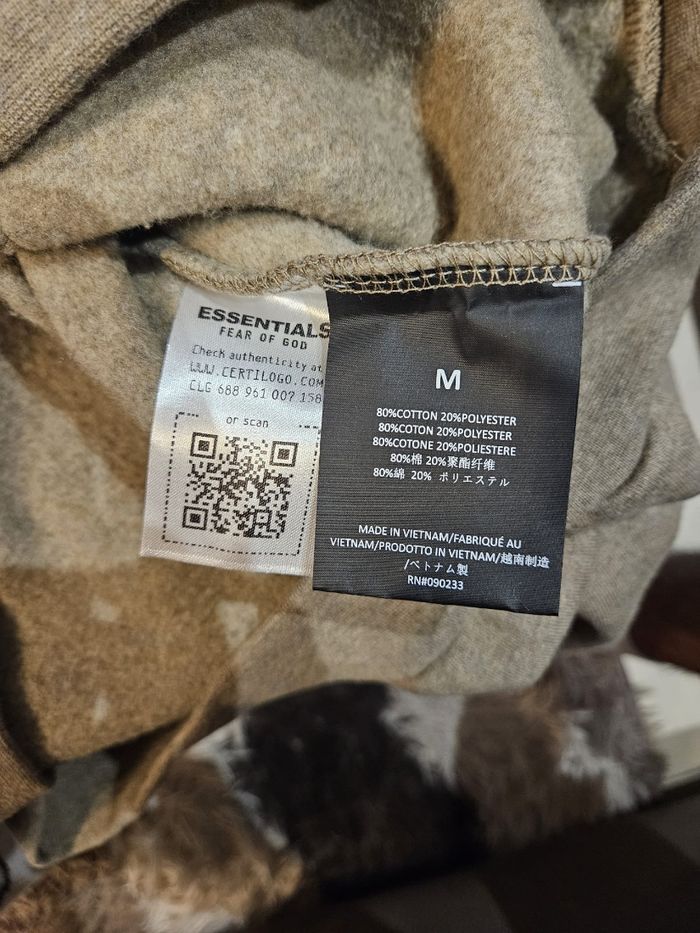 ESSENTIALS
FEAR OF GOD
Check authenticity at
WWW.CERTILOGO.COM
CLG 688 961 007 158
or scan
M
80%COTTON 20%POLYESTER
80%COTON 20%POLYESTER
80%COTONE 20%POLIESTERE
80%棉 20%聚酯纤维
80%綿 20% ポリエステル
MADE IN VIETNAM/FABRIQUÉ AU
VIETNAM/PRODOTTO IN VIETNAM/越南制造
/ベトナム製
RN#090233